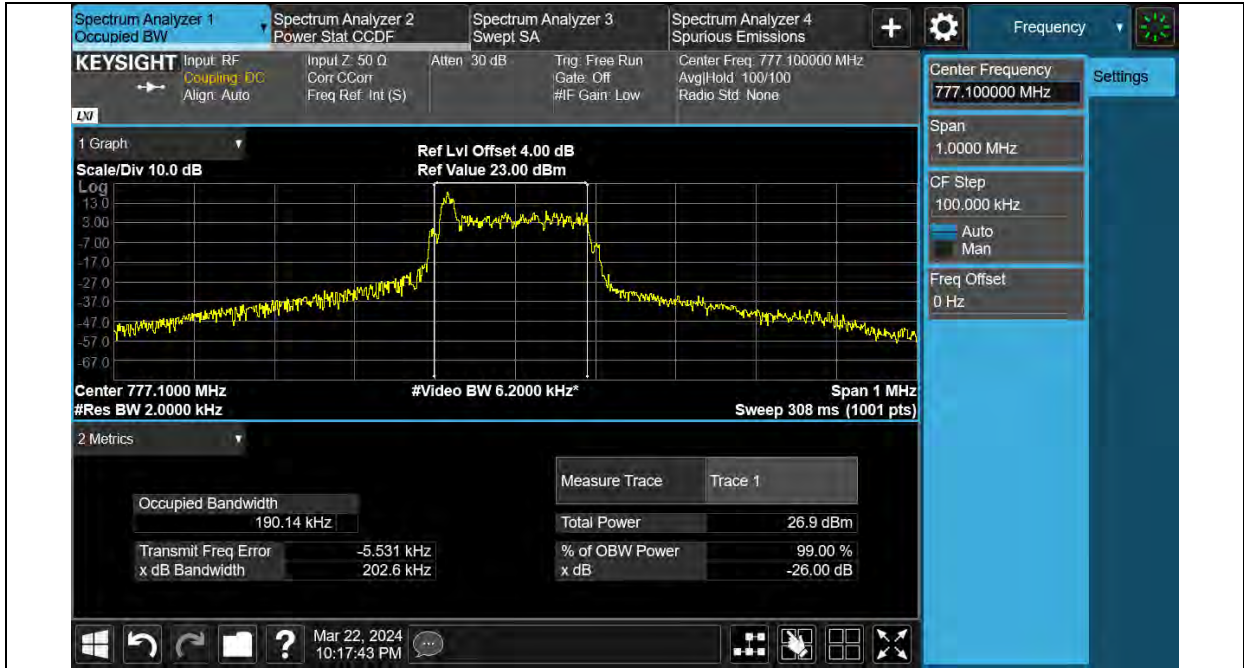 Spectrum Analyzer 1
Occupied BW
Spectrum Analyzer 2
Power Stat CCDF
Spectrum Analyzer 3
Swept SA
Spectrum Analyzer 4
Spurious Emissions
Frequency
KEYSIGHT
LXI
Input: RF
Coupling: DC
Align: Auto
Input Z: 50 Ω
Corr CCorr
Freq Ref: Int (S)
Atten: 30 dB
Trig: Free Run
Gate: Off
#IF Gain: Low
Center Freq: 777.100000 MHz
Avg|Hold: 100/100
Radio Std: None
Center Frequency
777.100000 MHz
Settings
Span
1.0000 MHz
CF Step
100.000 kHz
Auto
Man
Freq Offset
0 Hz
1 Graph
Scale/Div 10.0 dB
Ref Lvl Offset 4.00 dB
Ref Value 23.00 dBm
Log
13.0
3.00
-7.00
-17.0
-27.0
-37.0
-47.0
-57.0
-67.0
Center 777.1000 MHz
#Res BW 2.0000 kHz
#Video BW 6.2000 kHz*
Span 1 MHz
Sweep 308 ms (1001 pts)
2 Metrics
Measure Trace Trace 1
Occupied Bandwidth
190.14 kHz
Total Power 26.9 dBm
Transmit Freq Error -5.531 kHz
% of OBW Power 99.00 %
x dB Bandwidth 202.6 kHz
x dB -26.00 dB
?
Mar 22, 2024
10:17:43 PM